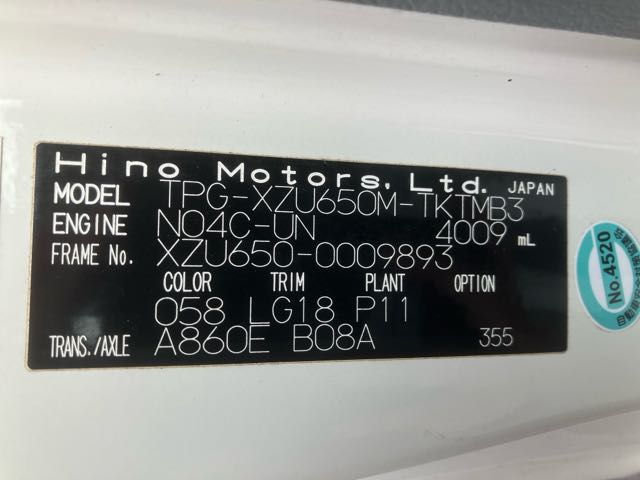 Hino Motors, Ltd. JAPAN
MODEL TPG-XZU650M-TKTMB3
ENGINE N04C-UN 4009 mL
FRAME No. XZU650-0009893
COLOR TRIM PLANT OPTION
058 LG18 P11
TRANS./AXLE A860E B08A 355
No.4520